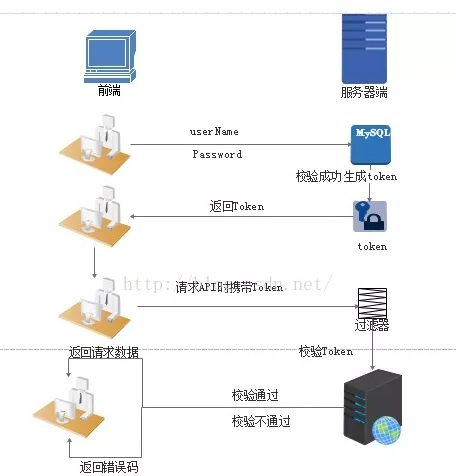 前端
服务器端
userName
Password
MySQL
校验成功生成token
返回Token
token
请求API时携带Token
过滤器
校验Token
返回请求数据
校验通过
校验不通过
返回错误码